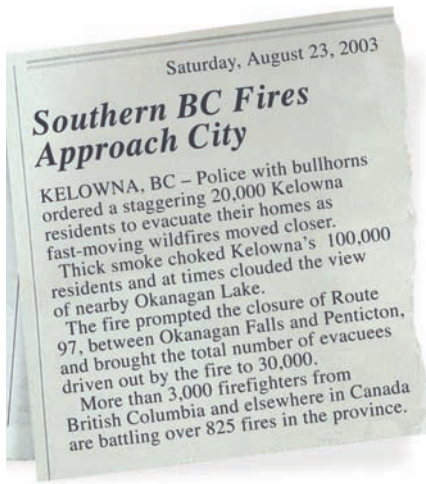 Saturday, August 23, 2003
Southern BC Fires
Approach City
KELOWNA, BC – Police with bullhorns
ordered a staggering 20,000 Kelowna
residents to evacuate their homes as
fast-moving wildfires moved closer.
Thick smoke choked Kelowna's 100,000
residents and at times clouded the view
of nearby Okanagan Lake.
The fire prompted the closure of Route
97, between Okanagan Falls and Penticton,
and brought the total number of evacuees
driven out by the fire to 30,000.
More than 3,000 firefighters from
British Columbia and elsewhere in Canada
are battling over 825 fires in the province.